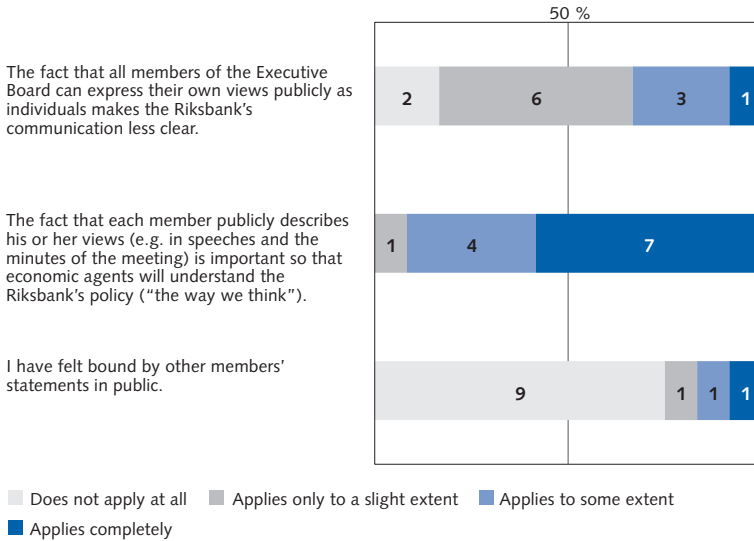 50 %
The fact that all members of the Executive
Board can express their own views publicly as
individuals makes the Riksbank's
communication less clear.
2 6 3 1
The fact that each member publicly describes
his or her views (e.g. in speeches and the
minutes of the meeting) is important so that
economic agents will understand the
Riksbank's policy (“the way we think”).
1 4 7
I have felt bound by other members’
statements in public.
9 1 1 1
Does not apply at all Applies only to a slight extent Applies to some extent
Applies completely